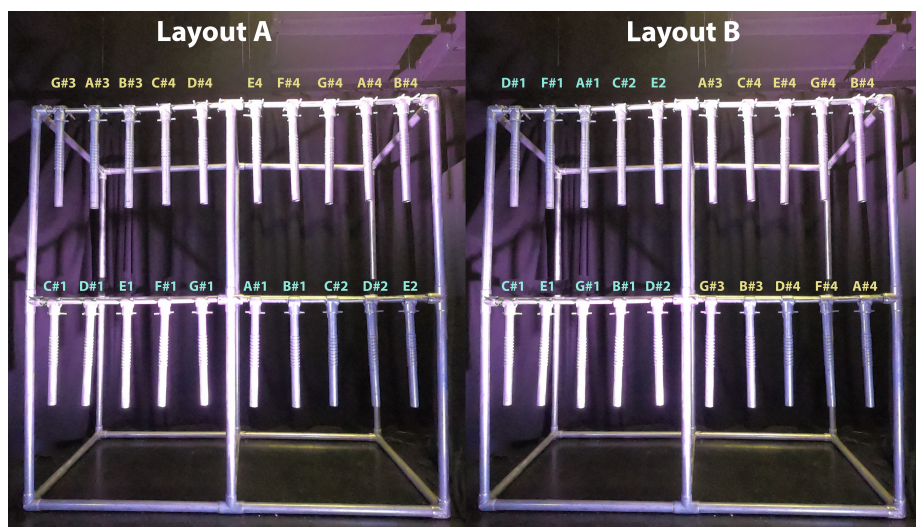 Layout A
G#3 A#3 B#3 C#4 D#4 E4 F#4 G#4 A#4 B#4
C#1 D#1 E1 F#1 G#1 A#1 B#1 C#2 D#2 E2
Layout B
D#1 F#1 A#1 C#2 E2 A#3 C#4 E#4 G#4 B#4
C#1 E1 G#1 B#1 D#2 G#3 B#3 D#4 F#4 A#4